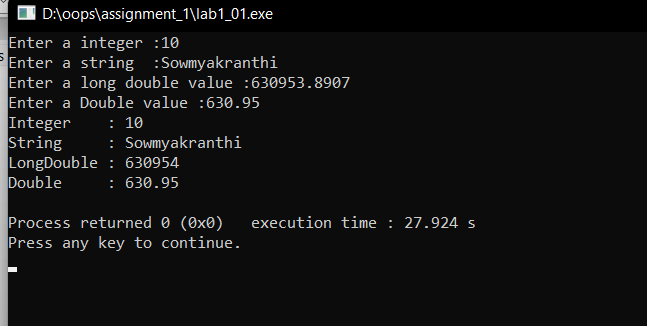 D:\oops\assignment_1\lab1_01.exe
Enter a integer :10
Enter a string  :Sowmyakranthi
Enter a long double value :630953.8907
Enter a Double value :630.95
Integer    : 10
String     : Sowmyakranthi
LongDouble : 630954
Double     : 630.95
Process returned 0 (0x0)   execution time : 27.924 s
Press any key to continue.